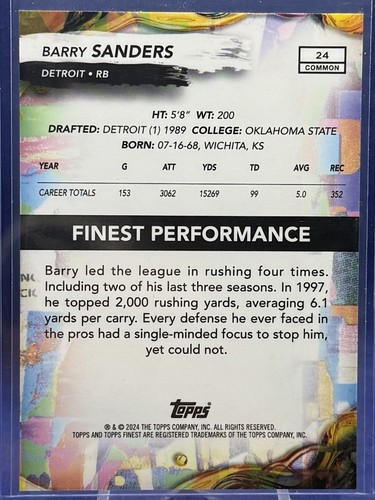 BARRY SANDERS
24
COMMON
DETROIT • RB
HT: 5'8" WT: 200
DRAFTED: DETROIT (1) 1989 COLLEGE: OKLAHOMA STATE
BORN: 07-16-68, WICHITA, KS
YEAR G ATT YDS TD AVG REC
CAREER TOTALS 153 3062 15269 99 5.0 352
FINEST PERFORMANCE
Barry led the league in rushing four times.
Including two of his last three seasons. In 1997,
he topped 2,000 rushing yards, averaging 6.1
yards per carry. Every defense he ever faced in
the pros had a single-minded focus to stop him,
yet could not.
topps
® & © 2024 THE TOPPS COMPANY, INC. ALL RIGHTS RESERVED.
TOPPS AND TOPPS FINEST ARE REGISTERED TRADEMARKS OF THE TOPPS COMPANY, INC.